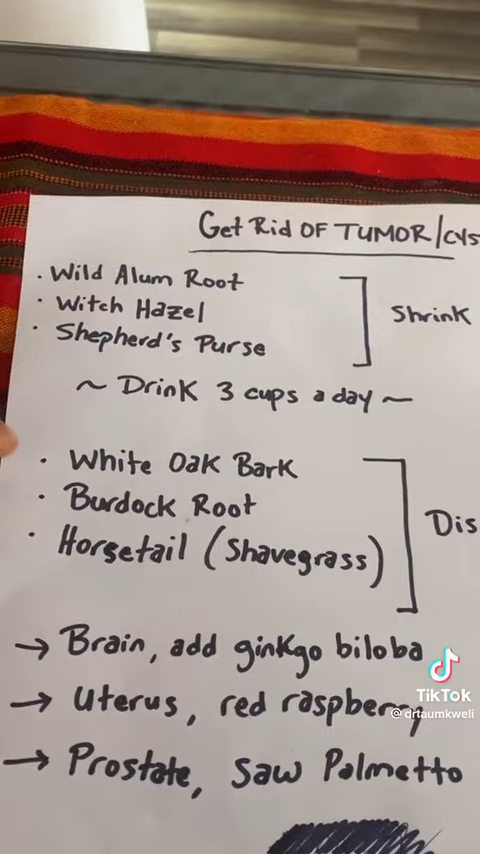 Get Rid OF TUMOR/cys
· Wild Alum Root
· Witch Hazel
· Shepherd's Purse
Shrink
~ Drink 3 cups a day ~
· White Oak Bark
· Burdock Root
· Horsetail (Shavegrass)
Dis
→ Brain, add ginkgo biloba
→ Uterus, red raspberry
→ Prostate, Saw Palmetto
TikTok
@drtaumkweli